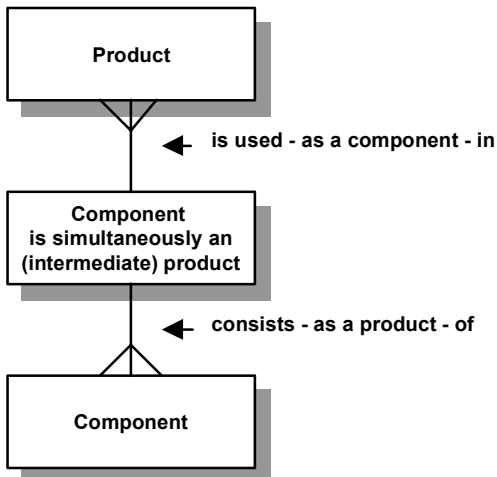 Product
is used - as a component - in
Component
is simultaneously an
(intermediate) product
consists - as a product - of
Component